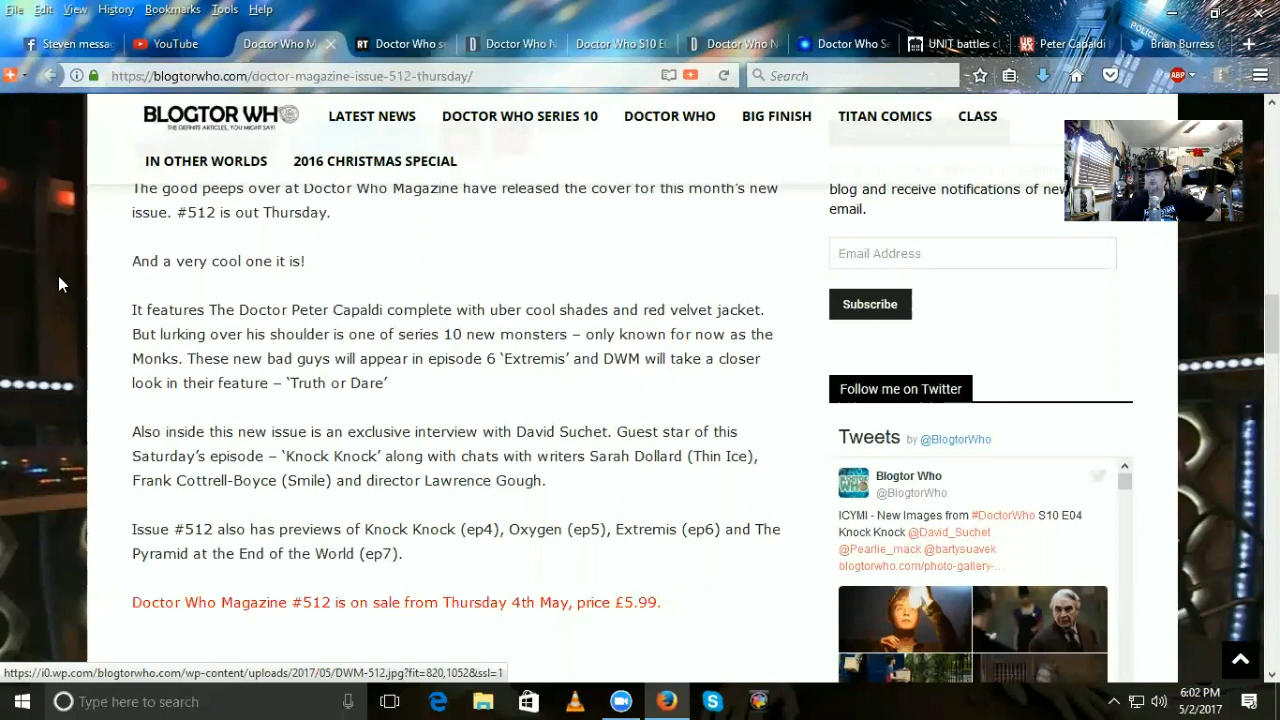 File Edit View History Bookmarks Tools Help
Steven messa
YouTube
Doctor Who M
RT Doctor Who se
Doctor Who N
Doctor Who S10 E0
Doctor Who N
Doctor Who Se
UNIT battles c
Peter Capaldi
Brian Burress (
https://blogtorwho.com/doctor-magazine-issue-512-thursday/
Search
ABP
BLOGTOR WHO
THE DEFINITE ARTICLES, YOU MIGHT SAY!
LATEST NEWS DOCTOR WHO SERIES 10 DOCTOR WHO BIG FINISH TITAN COMICS CLASS
IN OTHER WORLDS 2016 CHRISTMAS SPECIAL
The good peeps over at Doctor Who Magazine have released the cover for this month's new
issue. #512 is out Thursday.
And a very cool one it is!
It features The Doctor Peter Capaldi complete with uber cool shades and red velvet jacket.
But lurking over his shoulder is one of series 10 new monsters – only known for now as the
Monks. These new bad guys will appear in episode 6 'Extremis' and DWM will take a closer
look in their feature – 'Truth or Dare'
Also inside this new issue is an exclusive interview with David Suchet. Guest star of this
Saturday's episode – 'Knock Knock' along with chats with writers Sarah Dollard (Thin Ice),
Frank Cottrell-Boyce (Smile) and director Lawrence Gough.
Issue #512 also has previews of Knock Knock (ep4), Oxygen (ep5), Extremis (ep6) and The
Pyramid at the End of the World (ep7).
Doctor Who Magazine #512 is on sale from Thursday 4th May, price £5.99.
blog and receive notifications of new
email.
Email Address
Subscribe
Follow me on Twitter
Tweets by @BlogtorWho
Blogtor Who
@BlogtorWho
ICYMI - New Images from #DoctorWho S10 E04
Knock Knock @David_Suchet
@Pearlie_mack @bartysuavek
blogtorwho.com/photo-gallery-…
https://i0.wp.com/blogtorwho.com/wp-content/uploads/2017/05/DWM-512.jpg?fit=820,1052&ssl=1
Type here to search
6:02 PM
5/2/2017